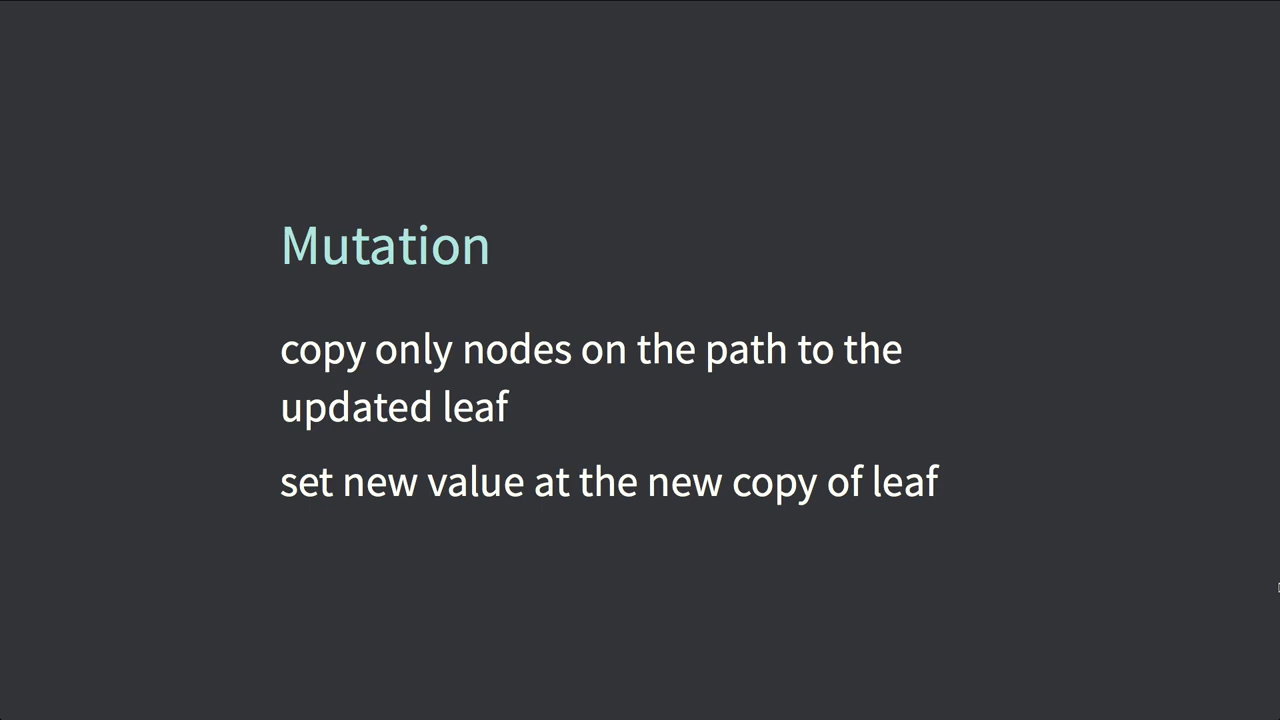 Mutation
copy only nodes on the path to the
updated leaf
set new value at the new copy of leaf